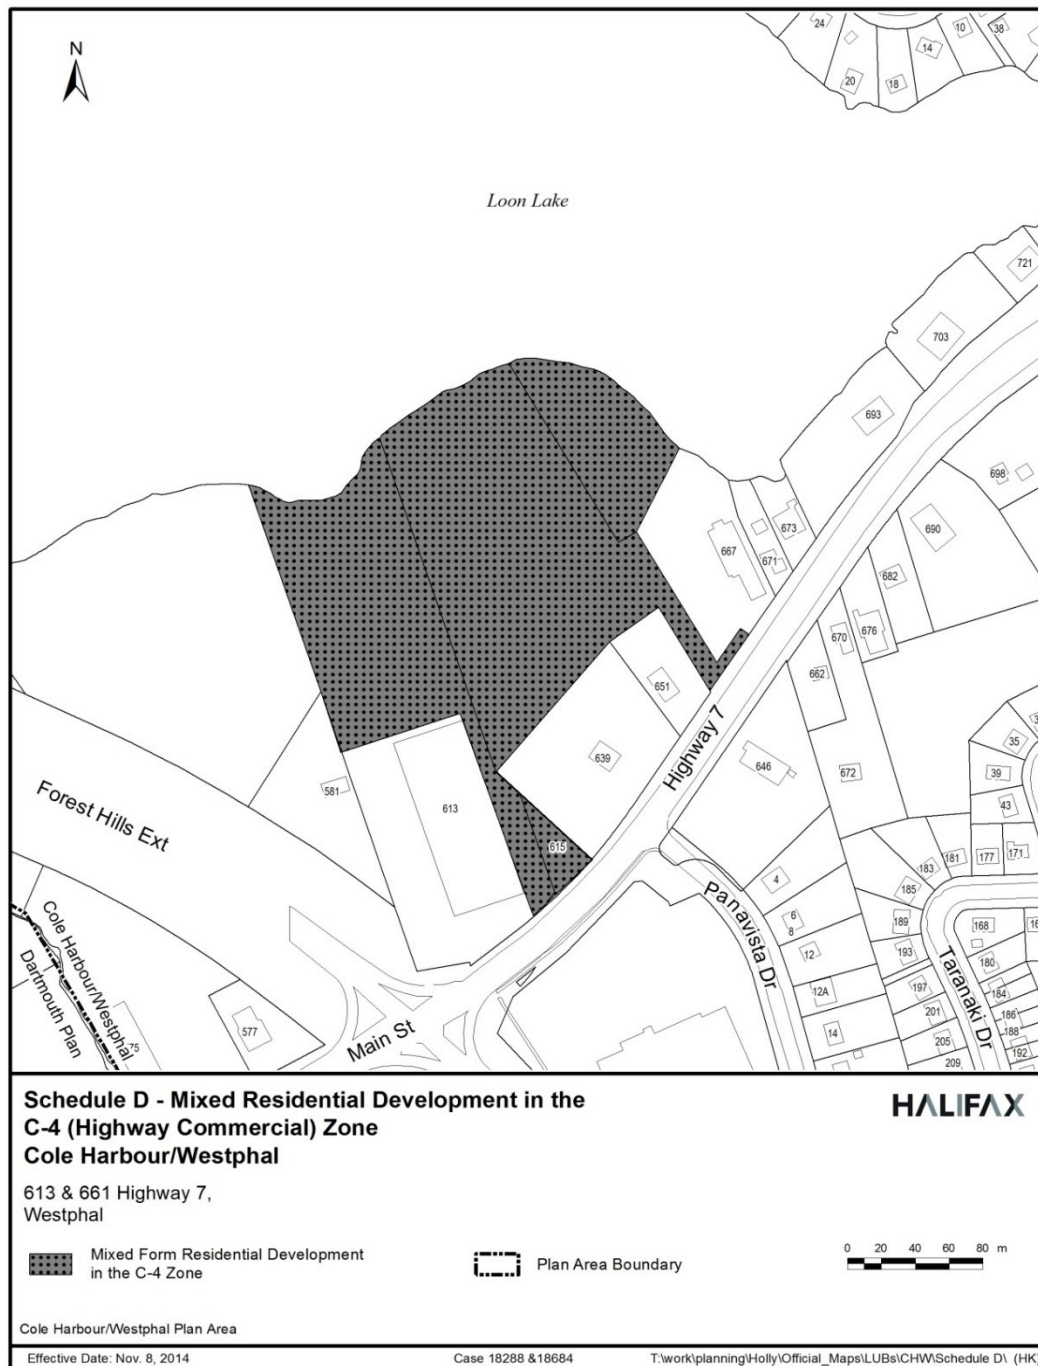 N
24
10
38
14
20
18
Loon Lake
721
703
693
698
690
673
667
671
682
676
670
662
651
Highway 7
639
646
672
35
39
43
581
613
Forest Hills Ext
615
181
177
171
183
185
4
6
8
189
168
Panavista Dr
12
193
180
Taranaki Dr
12A
197
184
186
201
188
14
205
192
209
Cole Harbour/Westphal
Dartmouth Plan
75
577
Main St
Schedule D - Mixed Residential Development in the
C-4 (Highway Commercial) Zone
Cole Harbour/Westphal
HALIFAX
613 & 661 Highway 7,
Westphal
Mixed Form Residential Development
in the C-4 Zone
Plan Area Boundary
0 20 40 60 80 m
Cole Harbour/Westphal Plan Area
Effective Date: Nov. 8, 2014
Case 18288 &18684
T:\work\planning\Holly\Official_Maps\LUBs\CHW\Schedule D\ (HK)